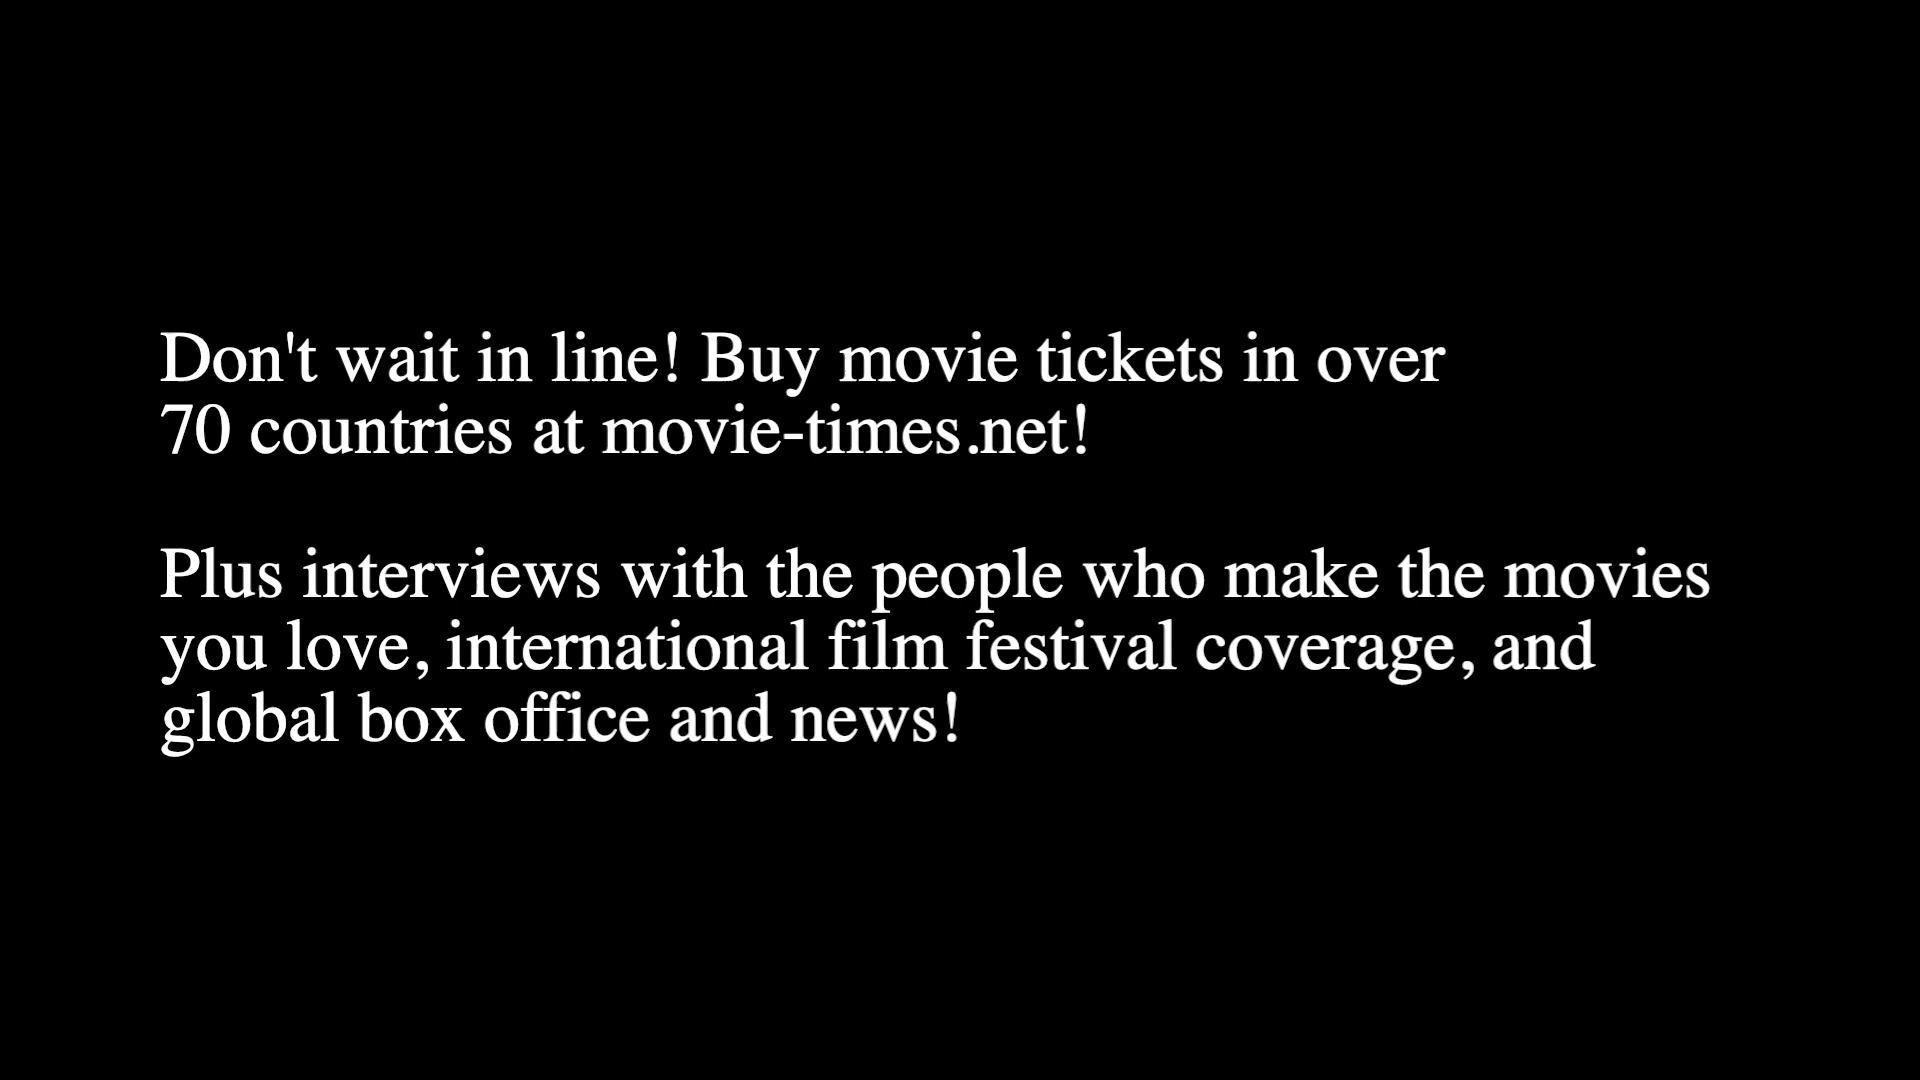 Don't wait in line! Buy movie tickets in over
70 countries at movie-times.net!
Plus interviews with the people who make the movies
you love, international film festival coverage, and
global box office and news!